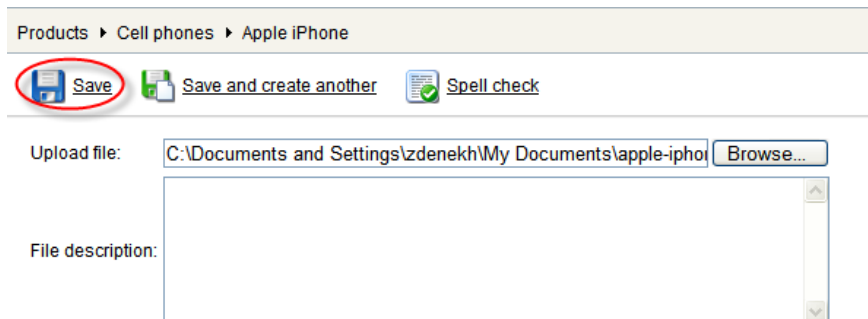 Products ▸ Cell phones ▸ Apple iPhone
Save Save and create another Spell check
Upload file: C:\Documents and Settings\zdenekh\My Documents\apple-ipho Browse...
File description: